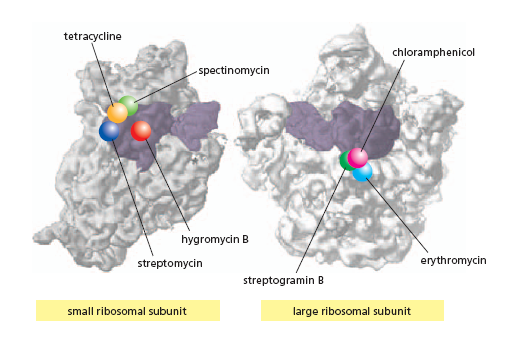 tetracycline
spectinomycin
chloramphenicol
hygromycin B
streptomycin
erythromycin
streptogramin B
small ribosomal subunit
large ribosomal subunit